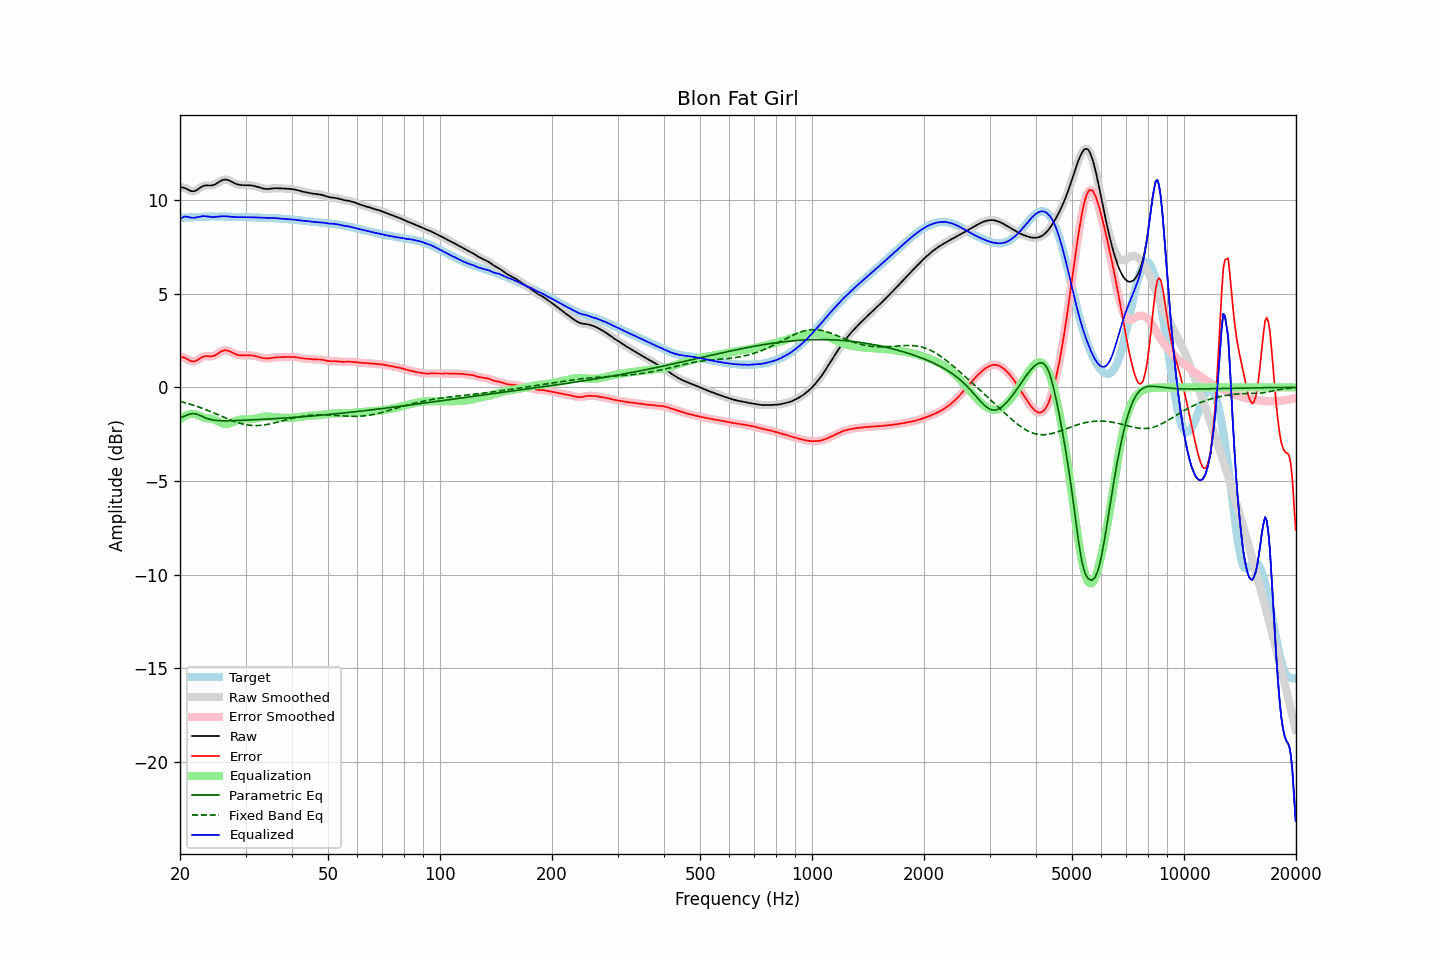 Blon Fat Girl
Amplitude (dBr)
10
5
0
−5
−10
−15
−20
Target
Raw Smoothed
Error Smoothed
Raw
Error
Equalization
Parametric Eq
Fixed Band Eq
Equalized
20 50 100 200 500 1000 2000 5000 10000 20000
Frequency (Hz)